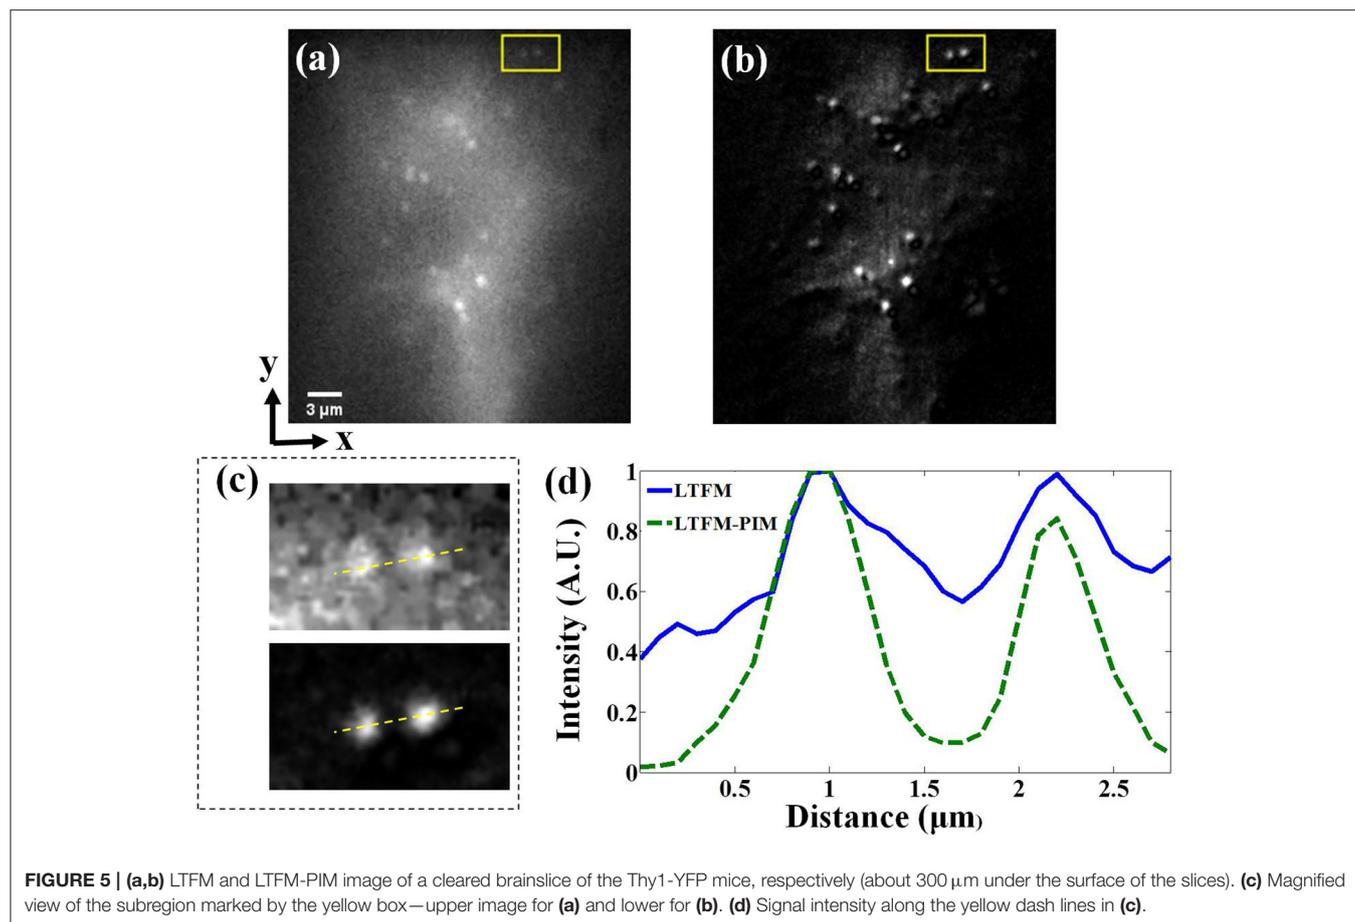 (a)
(b)
y
3 μm
x
(c)
(d)
1
0.8
0.6
0.4
0.2
0
LTFM
LTFM-PIM
Intensity (A.U.)
0.5
1
1.5
2
2.5
Distance (μm)
FIGURE 5 | (a,b) LTFM and LTFM-PIM image of a cleared brainslice of the Thy1-YFP mice, respectively (about 300 μm under the surface of the slices). (c) Magnified
view of the subregion marked by the yellow box—upper image for (a) and lower for (b). (d) Signal intensity along the yellow dash lines in (c).